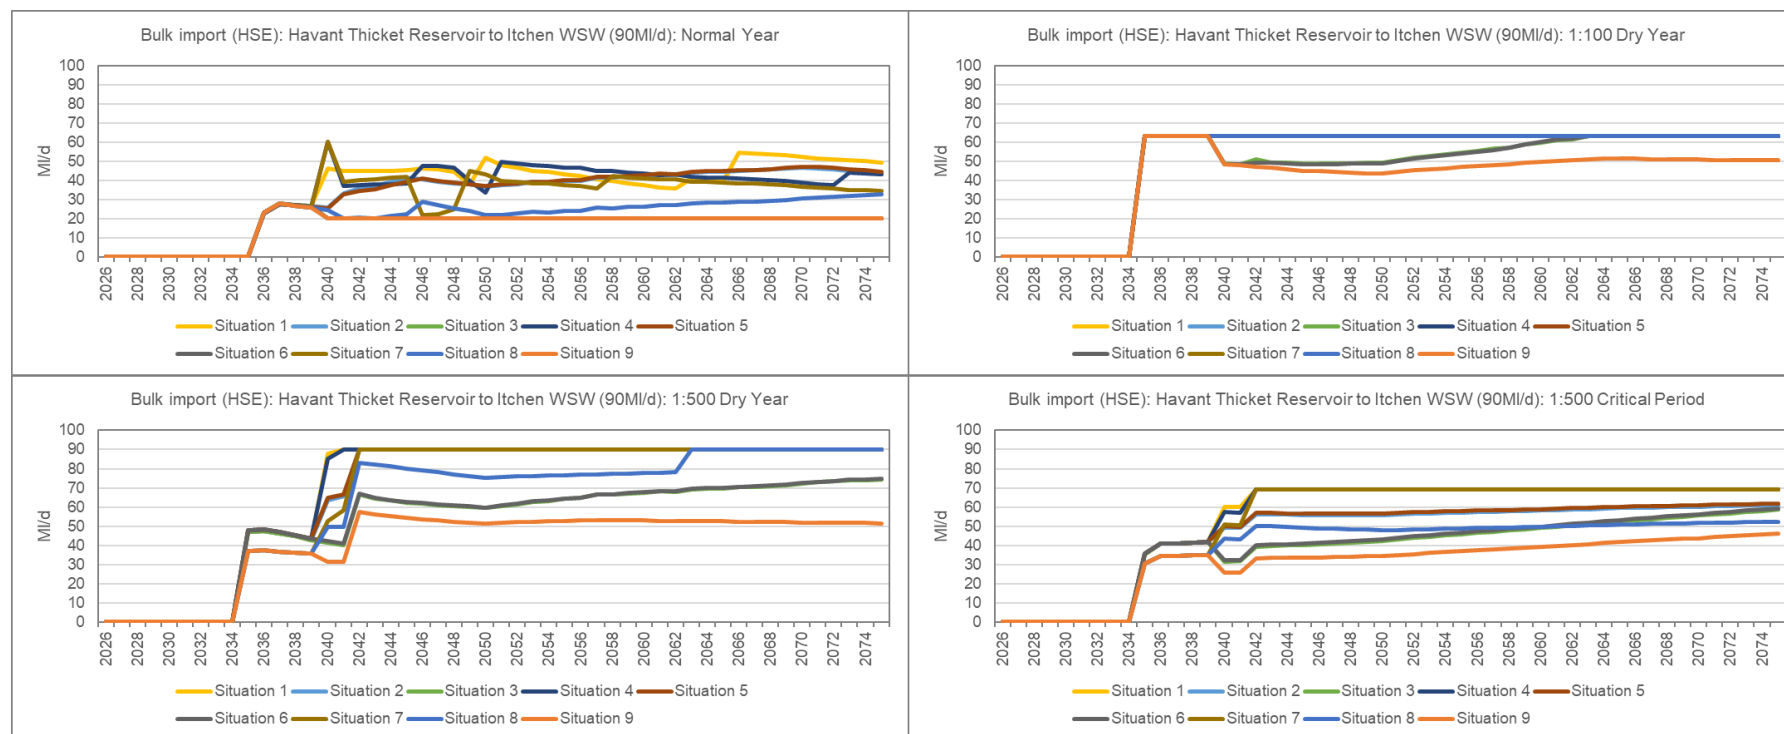 Bulk import (HSE): Havant Thicket Reservoir to Itchen WSW (90Ml/d): Normal Year
100
90
80
70
60
50
40
30
20
10
0
Ml/d
2026 2028 2030 2032 2034 2036 2038 2040 2042 2044 2046 2048 2050 2052 2054 2056 2058 2060 2062 2064 2066 2068 2070 2072 2074
Situation 1 Situation 2 Situation 3 Situation 4 Situation 5
Situation 6 Situation 7 Situation 8 Situation 9
Bulk import (HSE): Havant Thicket Reservoir to Itchen WSW (90Ml/d): 1:100 Dry Year
100
90
80
70
60
50
40
30
20
10
0
Ml/d
2026 2028 2030 2032 2034 2036 2038 2040 2042 2044 2046 2048 2050 2052 2054 2056 2058 2060 2062 2064 2066 2068 2070 2072 2074
Situation 1 Situation 2 Situation 3 Situation 4 Situation 5
Situation 6 Situation 7 Situation 8 Situation 9
Bulk import (HSE): Havant Thicket Reservoir to Itchen WSW (90Ml/d): 1:500 Dry Year
100
90
80
70
60
50
40
30
20
10
0
Ml/d
2026 2028 2030 2032 2034 2036 2038 2040 2042 2044 2046 2048 2050 2052 2054 2056 2058 2060 2062 2064 2066 2068 2070 2072 2074
Situation 1 Situation 2 Situation 3 Situation 4 Situation 5
Situation 6 Situation 7 Situation 8 Situation 9
Bulk import (HSE): Havant Thicket Reservoir to Itchen WSW (90Ml/d): 1:500 Critical Period
100
90
80
70
60
50
40
30
20
10
0
Ml/d
2026 2028 2030 2032 2034 2036 2038 2040 2042 2044 2046 2048 2050 2052 2054 2056 2058 2060 2062 2064 2066 2068 2070 2072 2074
Situation 1 Situation 2 Situation 3 Situation 4 Situation 5
Situation 6 Situation 7 Situation 8 Situation 9